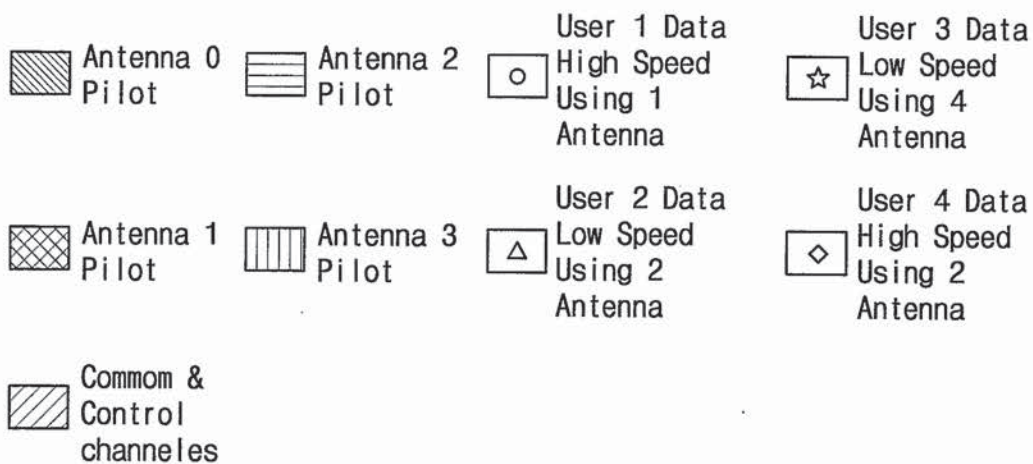 Antenna 0
Pilot
Antenna 2
Pilot
User 1 Data
High Speed
Using 1
Antenna
User 3 Data
Low Speed
Using 4
Antenna
Antenna 1
Pilot
Antenna 3
Pilot
User 2 Data
Low Speed
Using 2
Antenna
User 4 Data
High Speed
Using 2
Antenna
Commom &
Control
channeles